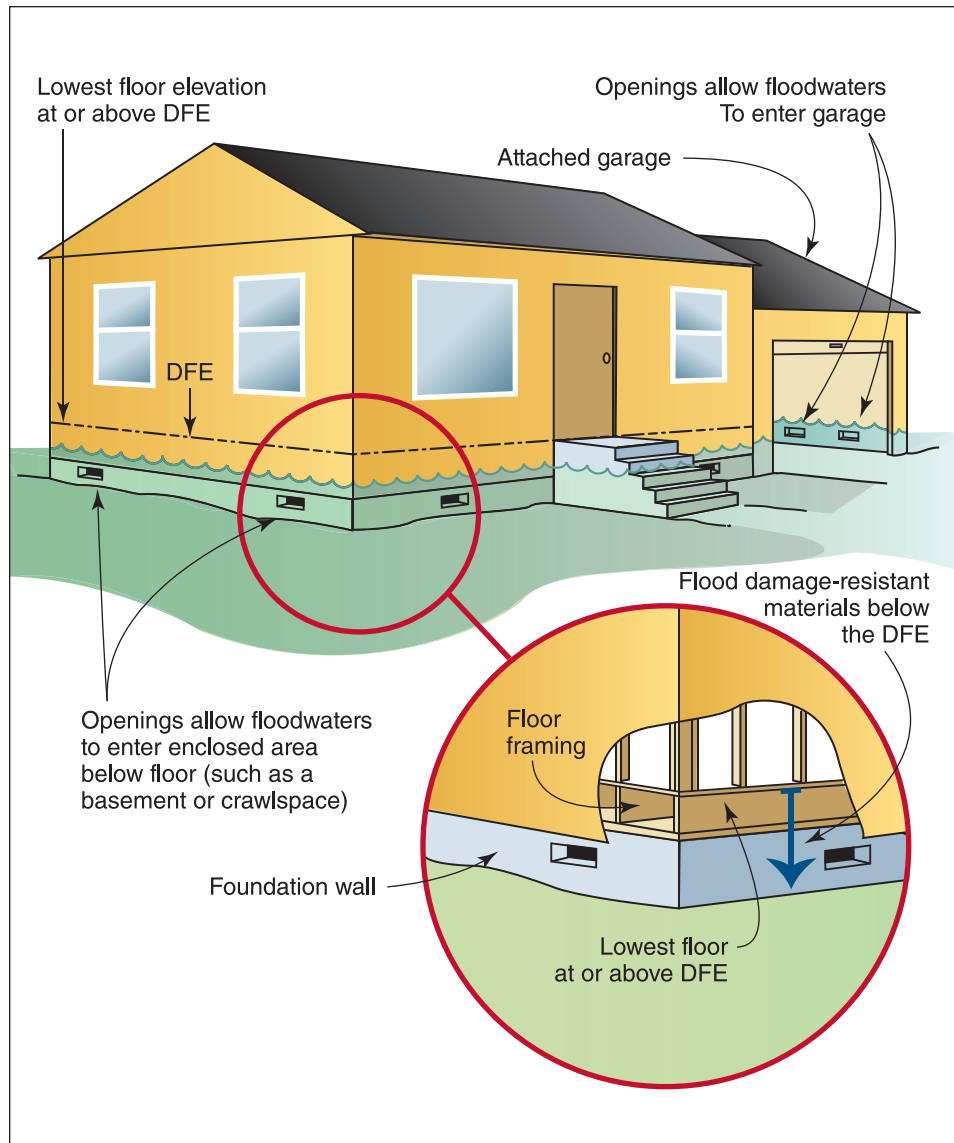 Lowest floor elevation
at or above DFE
Openings allow floodwaters
To enter garage
Attached garage
DFE
Flood damage-resistant
materials below
the DFE
Openings allow floodwaters
to enter enclosed area
below floor (such as a
basement or crawlspace)
Floor
framing
Foundation wall
Lowest floor
at or above DFE